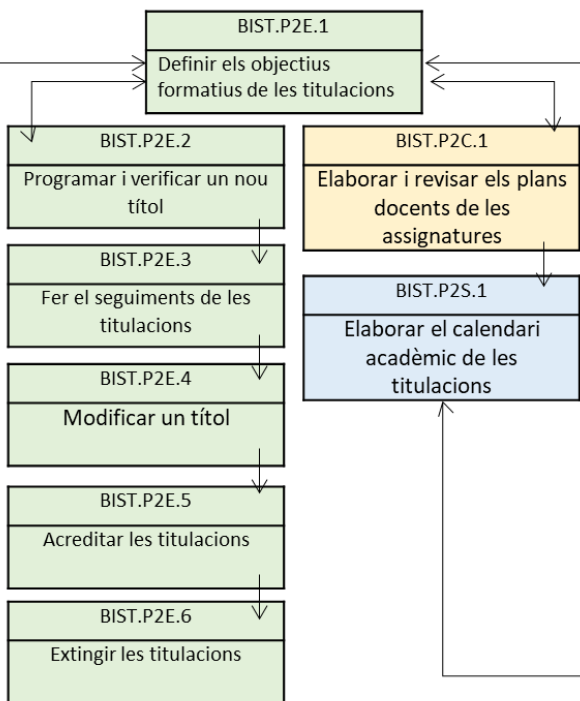 BIST.P2E.1
Definir els objectius
formatius de les titulacions
BIST.P2E.2
Programar i verificar un nou
títol
BIST.P2E.3
Fer el seguiments de les
titulacions
BIST.P2E.4
Modificar un títol
BIST.P2E.5
Acreditar les titulacions
BIST.P2E.6
Extingir les titulacions
BIST.P2C.1
Elaborar i revisar els plans
docents de les
assignatures
BIST.P2S.1
Elaborar el calendari
acadèmic de les
titulacions